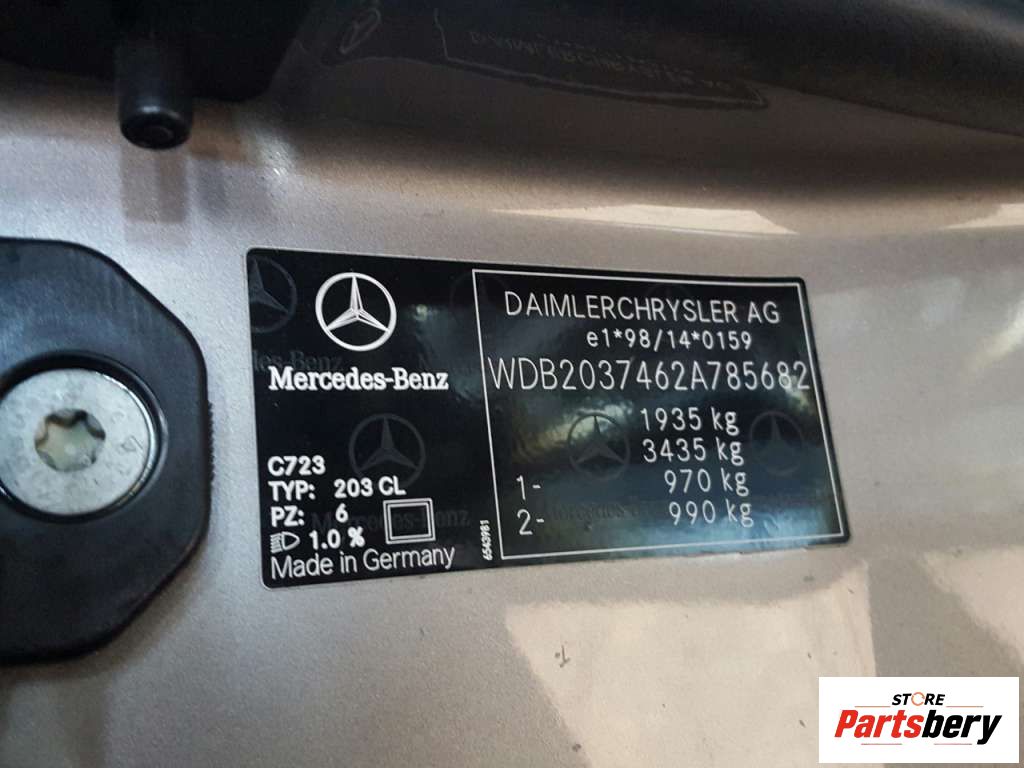 Mercedes-Benz
C723
TYP: 203 CL
PZ: 6
1.0 %
Made in Germany
6543981
DAIMLERCHRYSLER AG
e1*98/14*0159
WDB2037462A785682
1935 kg
3435 kg
1- 970 kg
2- 990 kg
STORE
Partsbery